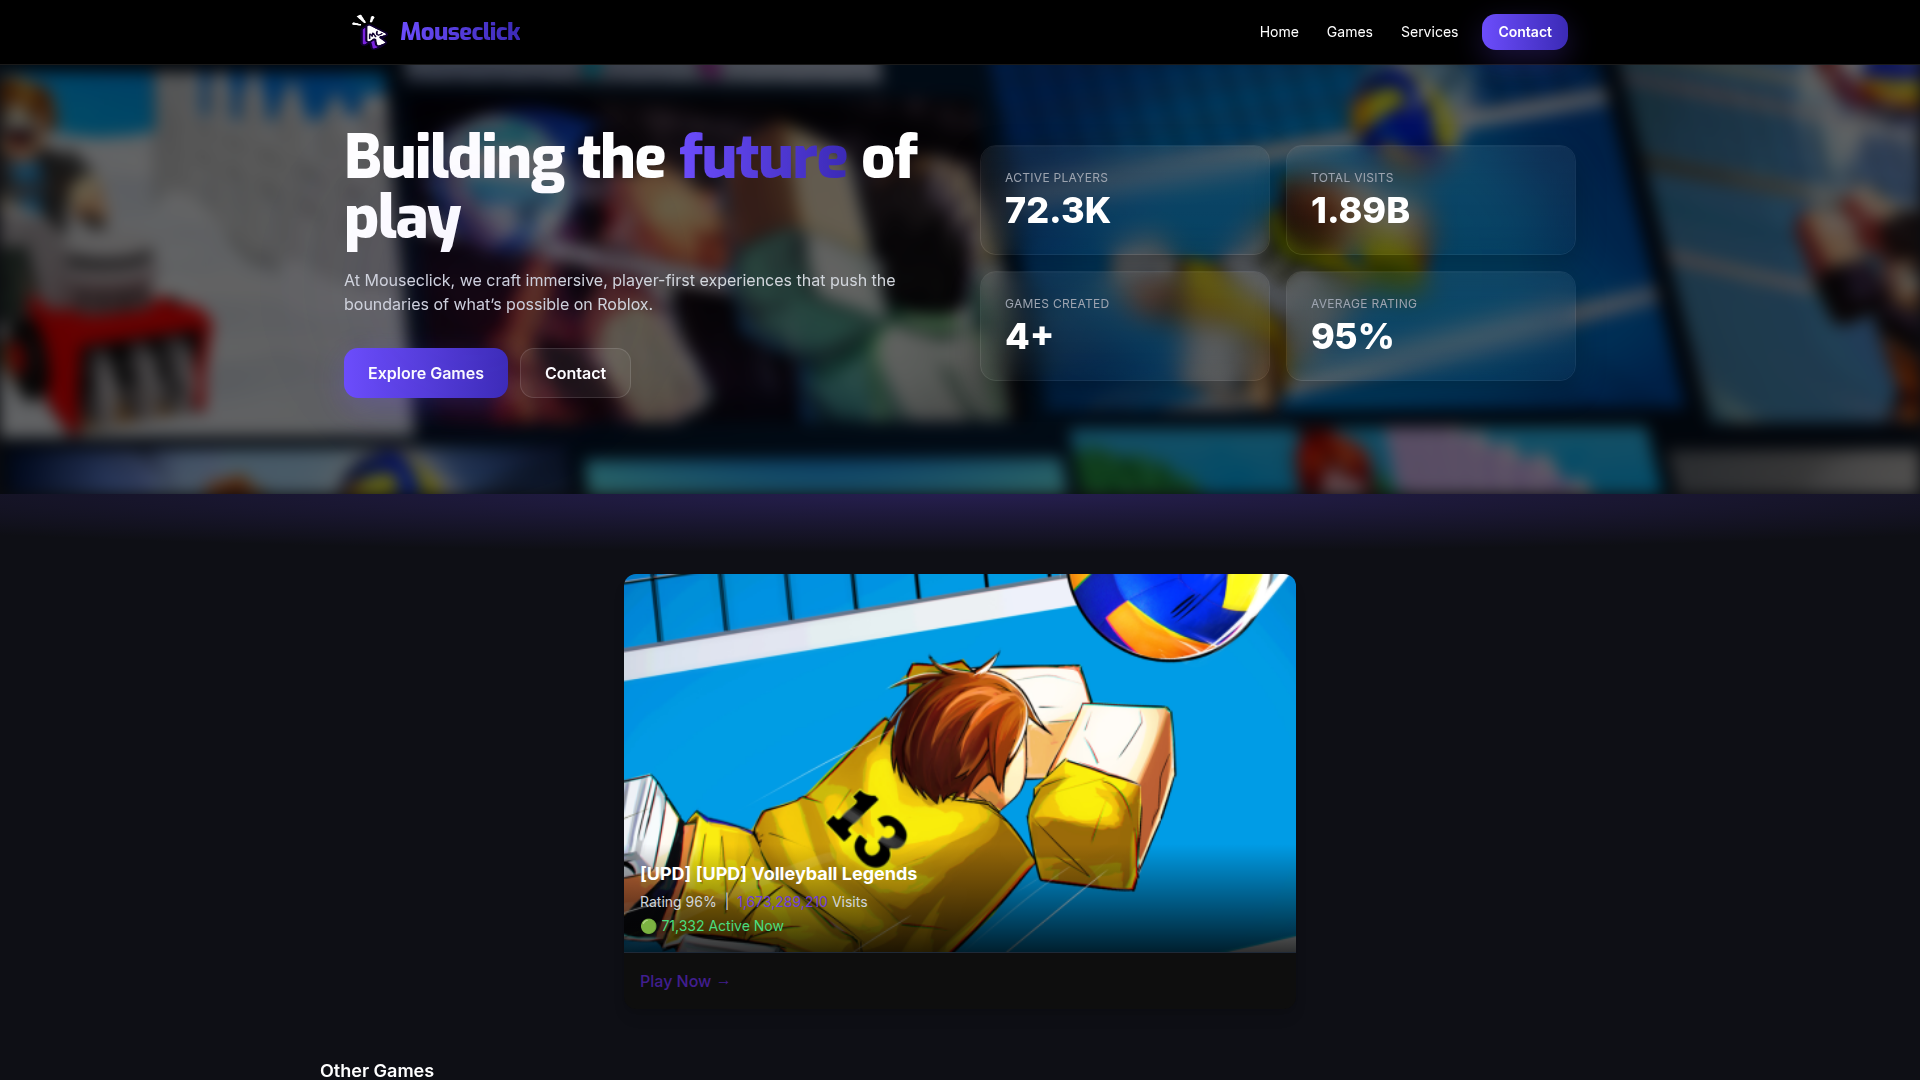 Mouseclick
Home
Games
Services
Contact
Building the future of
play
At Mouseclick, we craft immersive, player-first experiences that push the
boundaries of what’s possible on Roblox.
Explore Games
Contact
ACTIVE PLAYERS
72.3K
TOTAL VISITS
1.89B
GAMES CREATED
4+
AVERAGE RATING
95%
13
[UPD] [UPD] Volleyball Legends
Rating 96% | 1,673,289,210 Visits
71,332 Active Now
Play Now →
Other Games